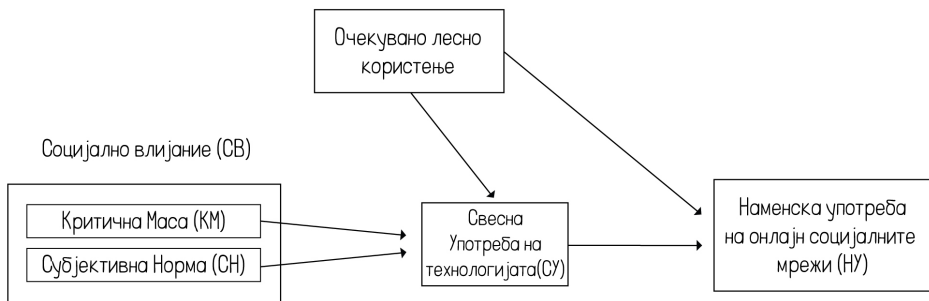 Очекувано лесно
користење
Социјално влијание (СВ)
Критична Маса (КМ)
Субјективна Норма (СН)
Свесна
Употреба на
технологијата(СУ)
Наменска употреба
на онлајн социјалните
мрежи (НУ)